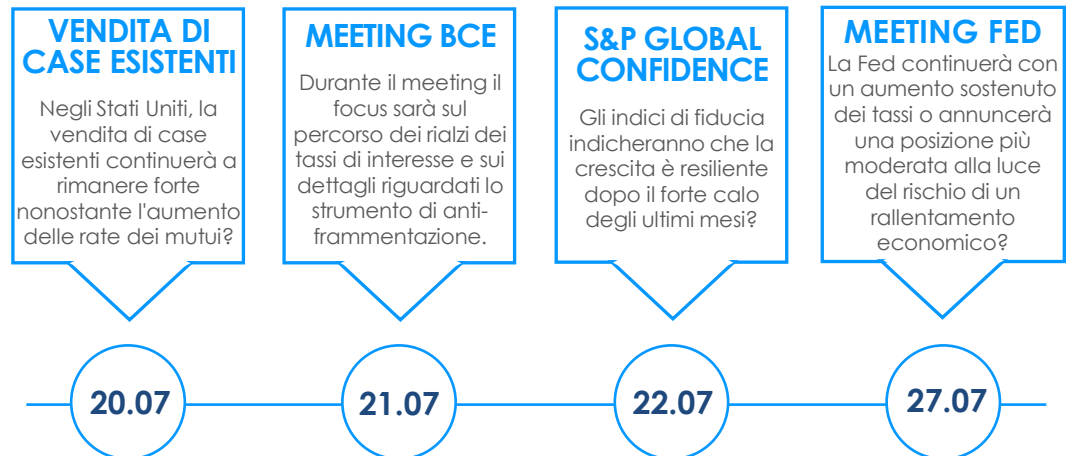 VENDITA DI
CASE ESISTENTI
Negli Stati Uniti, la
vendita di case
esistenti continuerà a
rimanere forte
nonostante l'aumento
delle rate dei mutui?
20.07
MEETING BCE
Durante il meeting il
focus sarà sul
percorso dei rialzi dei
tassi di interesse e sui
dettagli riguardati lo
strumento di anti-
frammentazione.
21.07
S&P GLOBAL
CONFIDENCE
Gli indici di fiducia
indicheranno che la
crescita è resiliente
dopo il forte calo
degli ultimi mesi?
22.07
MEETING FED
La Fed continuerà con
un aumento sostenuto
dei tassi o annuncerà
una posizione più
moderata alla luce
del rischio di un
rallentamento
economico?
27.07